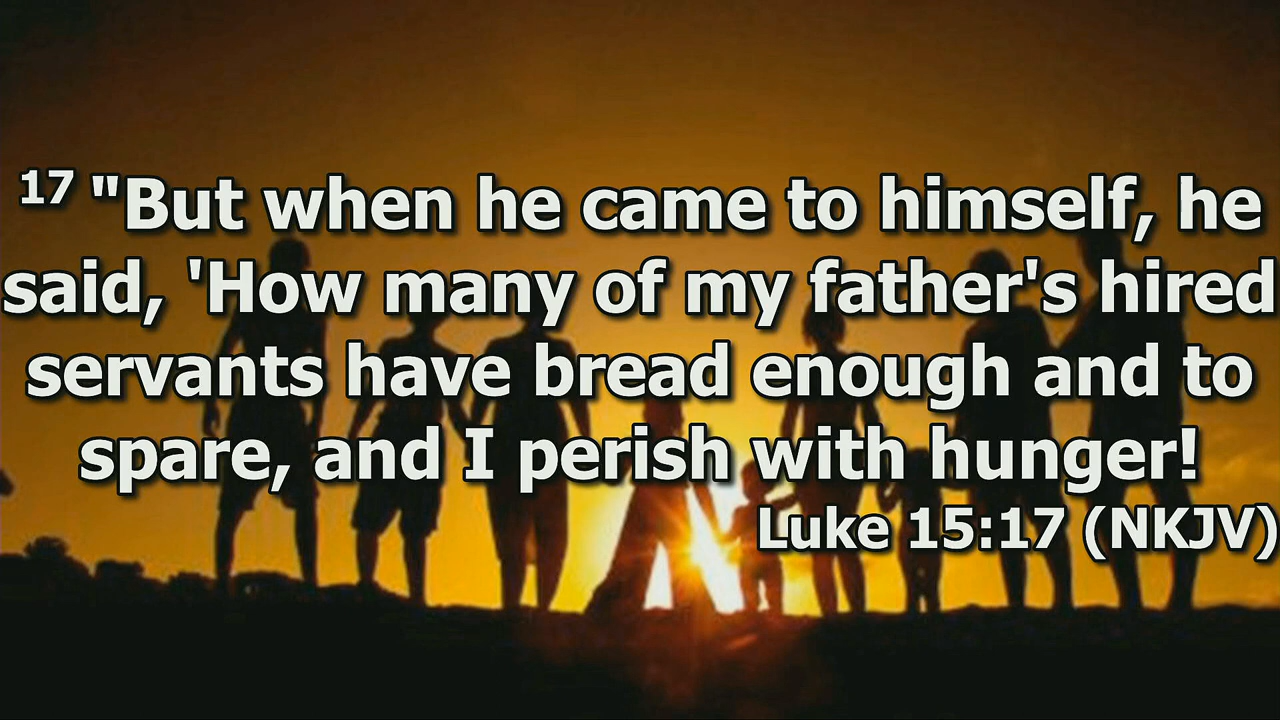 17 "But when he came to himself, he
said, 'How many of my father's hired
servants have bread enough and to
spare, and I perish with hunger!
Luke 15:17 (NKJV)